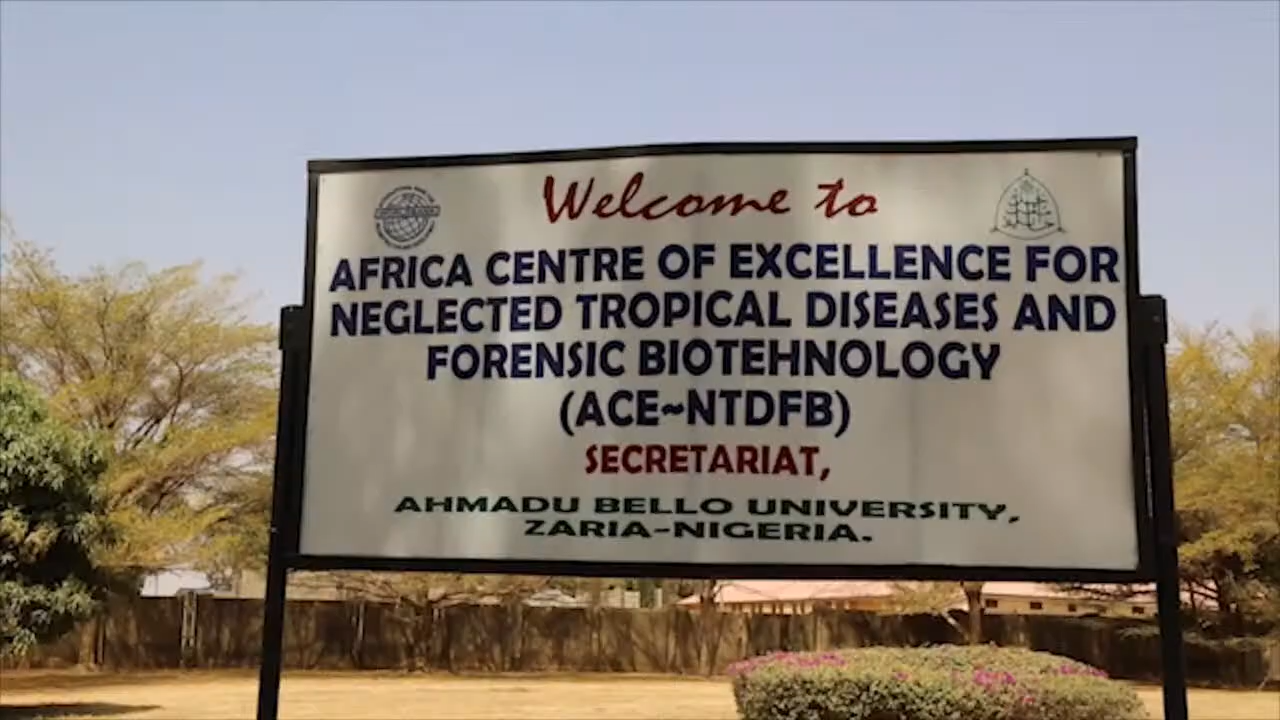 Welcome to
AFRICA CENTRE OF EXCELLENCE FOR
NEGLECTED TROPICAL DISEASES AND
FORENSIC BIOTEHNOLOGY
(ACE~NTDFB)
SECRETARIAT,
AHMADU BELLO UNIVERSITY,
ZARIA-NIGERIA.